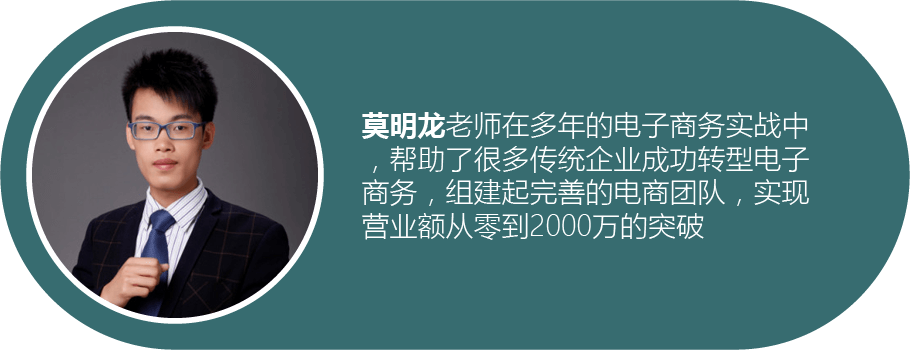 莫明龙老师在多年的电子商务实战中
，帮助了很多传统企业成功转型电子
商务，组建起完善的电商团队，实现
营业额从零到2000万的突破